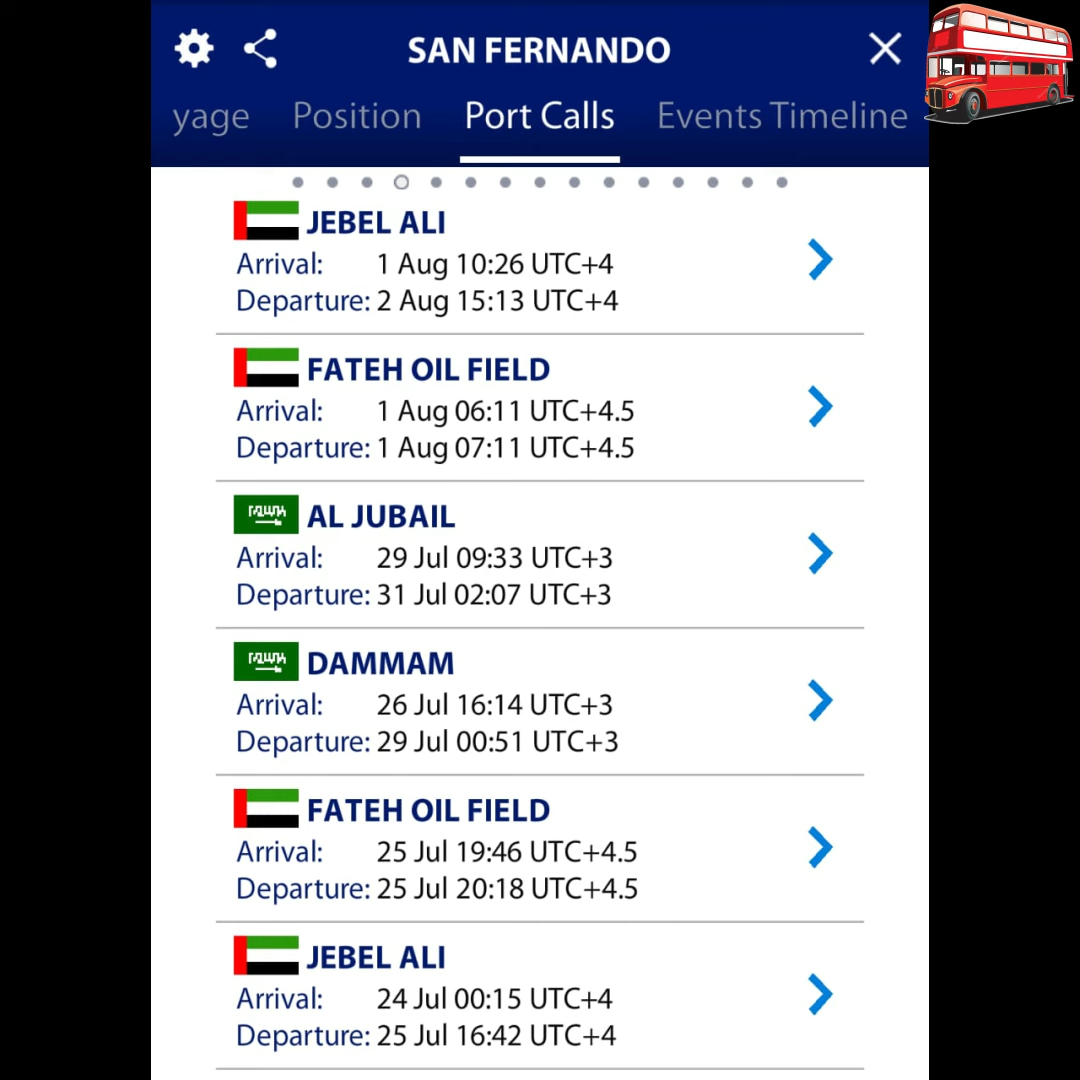 SAN FERNANDO
yage Position Port Calls Events Timeline
JEBEL ALI
Arrival: 1 Aug 10:26 UTC+4
Departure: 2 Aug 15:13 UTC+4
FATEH OIL FIELD
Arrival: 1 Aug 06:11 UTC+4.5
Departure: 1 Aug 07:11 UTC+4.5
AL JUBAIL
Arrival: 29 Jul 09:33 UTC+3
Departure: 31 Jul 02:07 UTC+3
DAMMAM
Arrival: 26 Jul 16:14 UTC+3
Departure: 29 Jul 00:51 UTC+3
FATEH OIL FIELD
Arrival: 25 Jul 19:46 UTC+4.5
Departure: 25 Jul 20:18 UTC+4.5
JEBEL ALI
Arrival: 24 Jul 00:15 UTC+4
Departure: 25 Jul 16:42 UTC+4